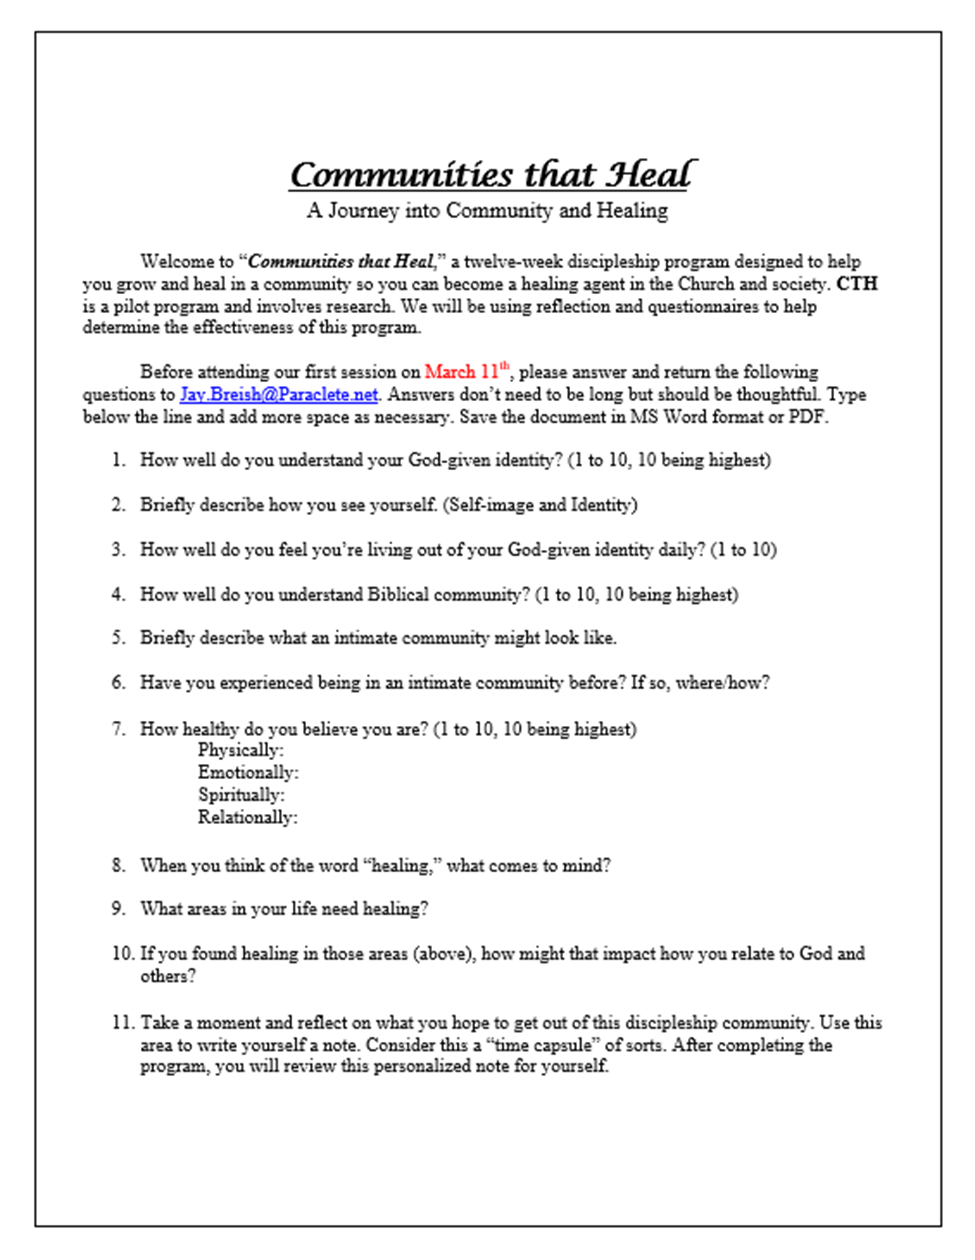 Communities that Heal
A Journey into Community and Healing
Welcome to “Communities that Heal,” a twelve-week discipleship program designed to help
you grow and heal in a community so you can become a healing agent in the Church and society. CTH
is a pilot program and involves research. We will be using reflection and questionnaires to help
determine the effectiveness of this program.
Before attending our first session on March 11th, please answer and return the following
questions to Jay.Breish@Paraclete.net. Answers don’t need to be long but should be thoughtful. Type
below the line and add more space as necessary. Save the document in MS Word format or PDF.
1. How well do you understand your God-given identity? (1 to 10, 10 being highest)
2. Briefly describe how you see yourself. (Self-image and Identity)
3. How well do you feel you’re living out of your God-given identity daily? (1 to 10)
4. How well do you understand Biblical community? (1 to 10, 10 being highest)
5. Briefly describe what an intimate community might look like.
6. Have you experienced being in an intimate community before? If so, where/how?
7. How healthy do you believe you are? (1 to 10, 10 being highest)
Physically:
Emotionally:
Spiritually:
Relationally:
8. When you think of the word “healing,” what comes to mind?
9. What areas in your life need healing?
10. If you found healing in those areas (above), how might that impact how you relate to God and
others?
11. Take a moment and reflect on what you hope to get out of this discipleship community. Use this
area to write yourself a note. Consider this a “time capsule” of sorts. After completing the
program, you will review this personalized note for yourself.